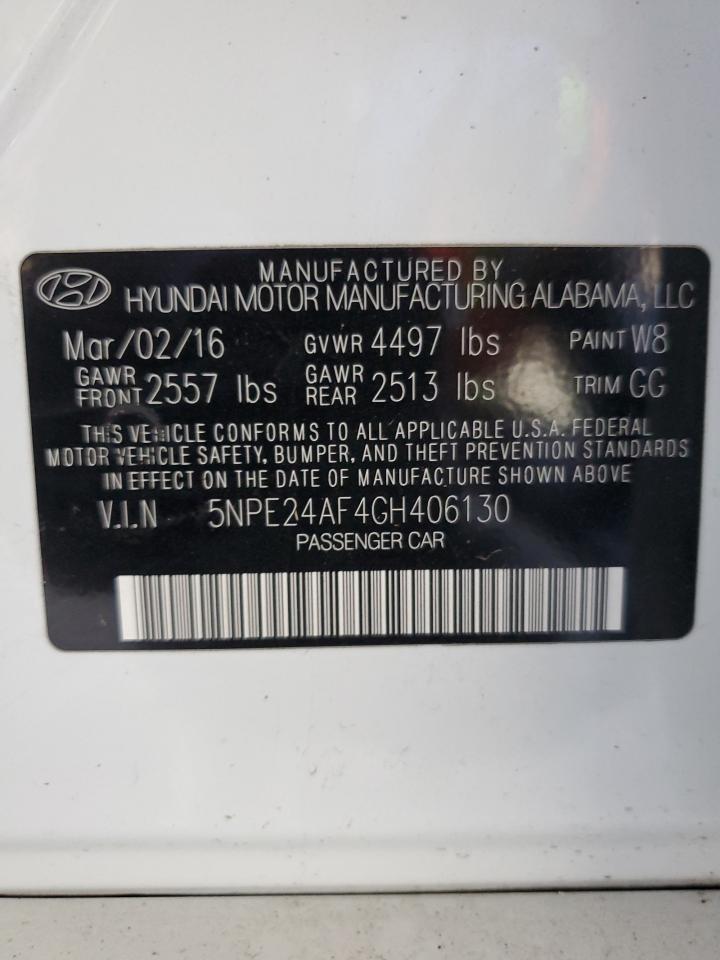 MANUFACTURED BY
HYUNDAI MOTOR MANUFACTURING ALABAMA, LLC
Mar/02/16 GVWR 4497 lbs PAINT W8
GAWR FRONT 2557 lbs GAWR REAR 2513 lbs TRIM GG
THIS VEHICLE CONFORMS TO ALL APPLICABLE U.S.A. FEDERAL
MOTOR VEHICLE SAFETY, BUMPER, AND THEFT PREVENTION STANDARDS
IN EFFECT ON THE DATE OF MANUFACTURE SHOWN ABOVE
V.I.N 5NPE24AF4GH406130
PASSENGER CAR